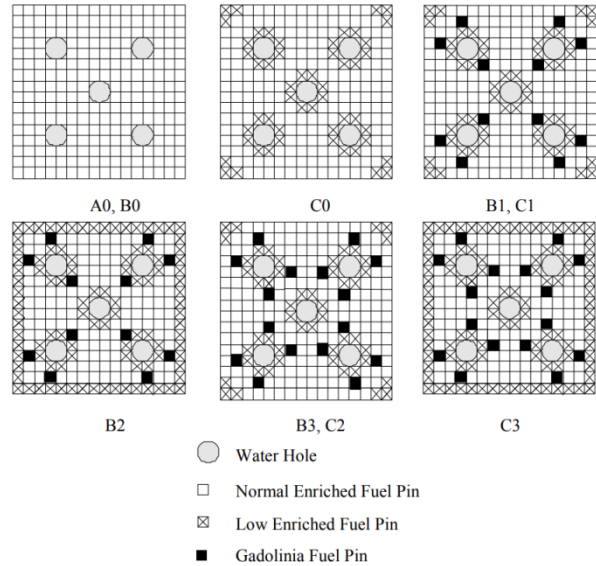 A0, B0
C0
B1, C1
B2
B3, C2
C3
Water Hole
Normal Enriched Fuel Pin
Low Enriched Fuel Pin
Gadolinia Fuel Pin